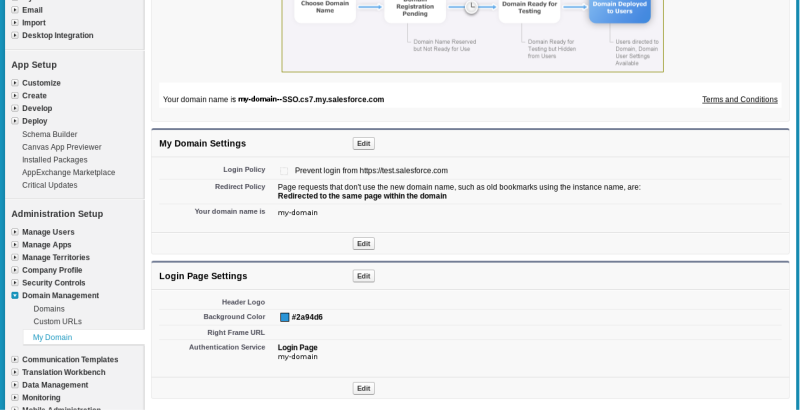 Email
Import
Desktop Integration
App Setup
Customize
Create
Develop
Deploy
Schema Builder
Canvas App Previewer
Installed Packages
AppExchange Marketplace
Critical Updates
Administration Setup
Manage Users
Manage Apps
Manage Territories
Company Profile
Security Controls
Domain Management
Domains
Custom URLs
My Domain
Communication Templates
Translation Workbench
Data Management
Monitoring
Mobile Administration
Choose Domain
Name
Registration
Pending
Domain Ready for
Testing
Domain Deployed
to Users
Domain Name Reserved
but Not Ready for Use
Domain Ready for
Testing but Hidden
from Users
Users directed to
Domain, Domain
User Settings
Available
Your domain name is my-domain--SSO.cs7.my.salesforce.com
Terms and Conditions
My Domain Settings
Edit
Login Policy
Prevent login from https://test.salesforce.com
Redirect Policy
Page requests that don't use the new domain name, such as old bookmarks using the instance name, are:
Redirected to the same page within the domain
Your domain name is
my-domain
Edit
Login Page Settings
Edit
Header Logo
Background Color
#2a94d6
Right Frame URL
Authentication Service
Login Page
my-domain
Edit